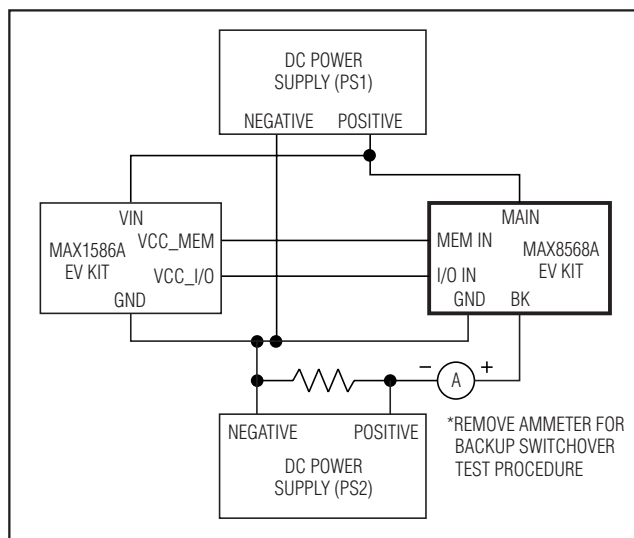 DC POWER
SUPPLY (PS1)
NEGATIVE POSITIVE
VIN
MAX1586A
EV KIT
VCC_MEM
VCC_I/O
GND
MAIN
MEM IN
MAX8568A
EV KIT
I/O IN
GND BK
− A +
*REMOVE AMMETER FOR
BACKUP SWITCHOVER
TEST PROCEDURE
NEGATIVE POSITIVE
DC POWER
SUPPLY (PS2)